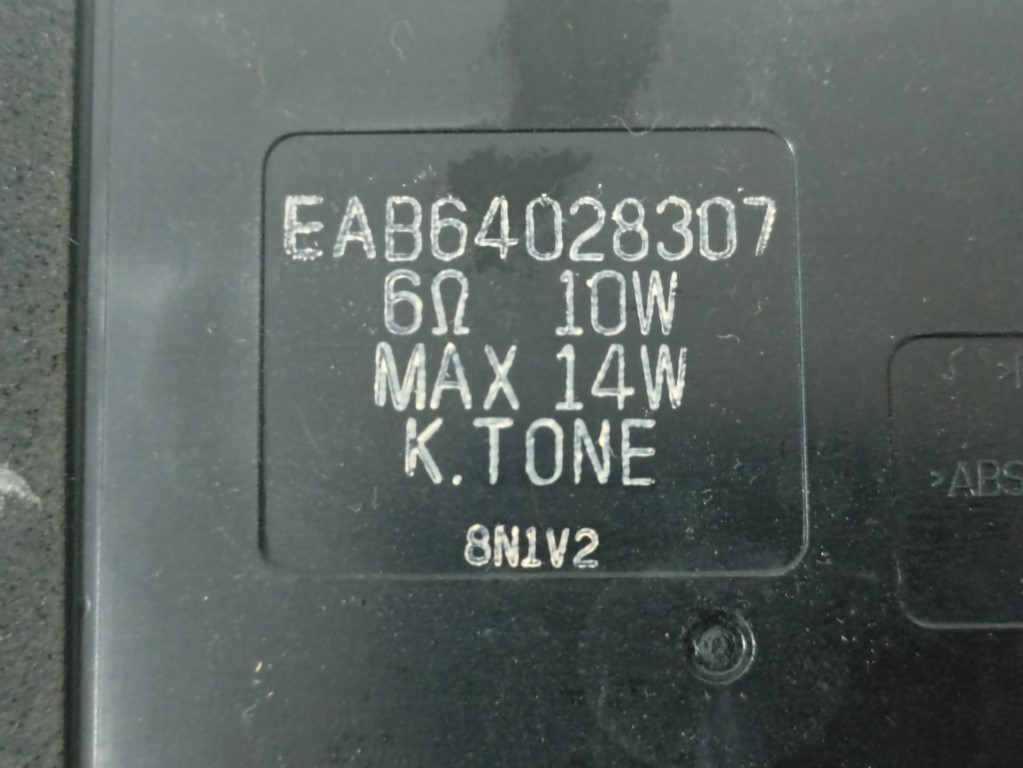 EAB64028307
6Ω 10W
MAX 14W
K.TONE
8N1V2
>ABS